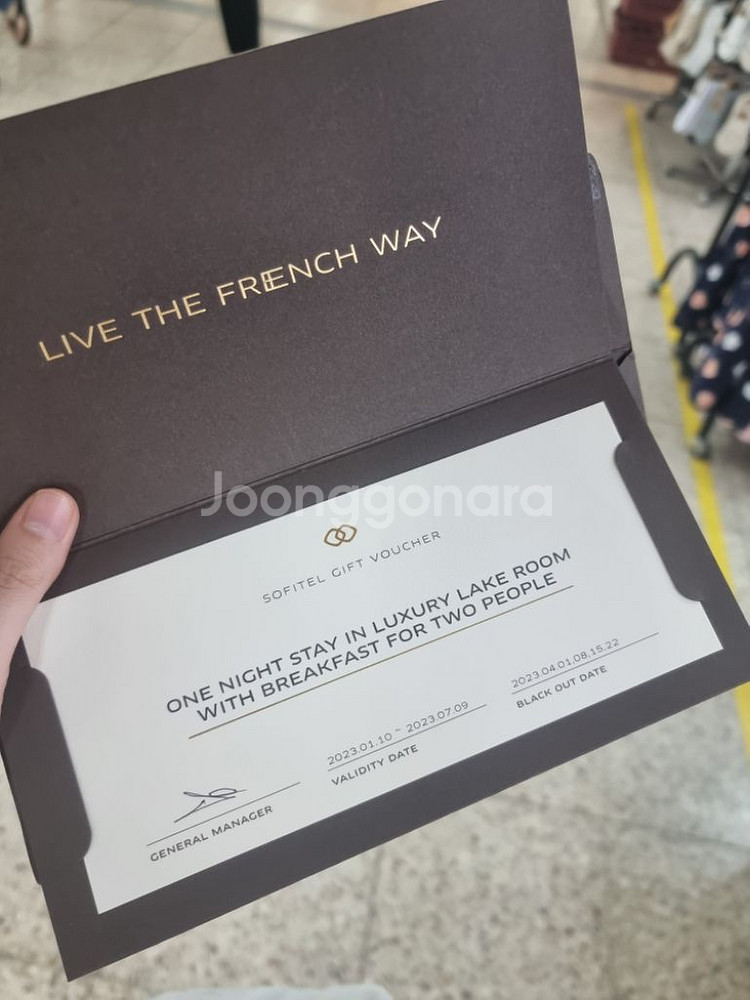 LIVE THE FRENCH WAY
Joonggonara
SOFITEL GIFT VOUCHER
ONE NIGHT STAY IN LUXURY LAKE ROOM
WITH BREAKFAST FOR TWO PEOPLE
2023.01.10 ~ 2023.07.09
VALIDITY DATE
2023.04.01,08,15,22
BLACK OUT DATE
GENERAL MANAGER